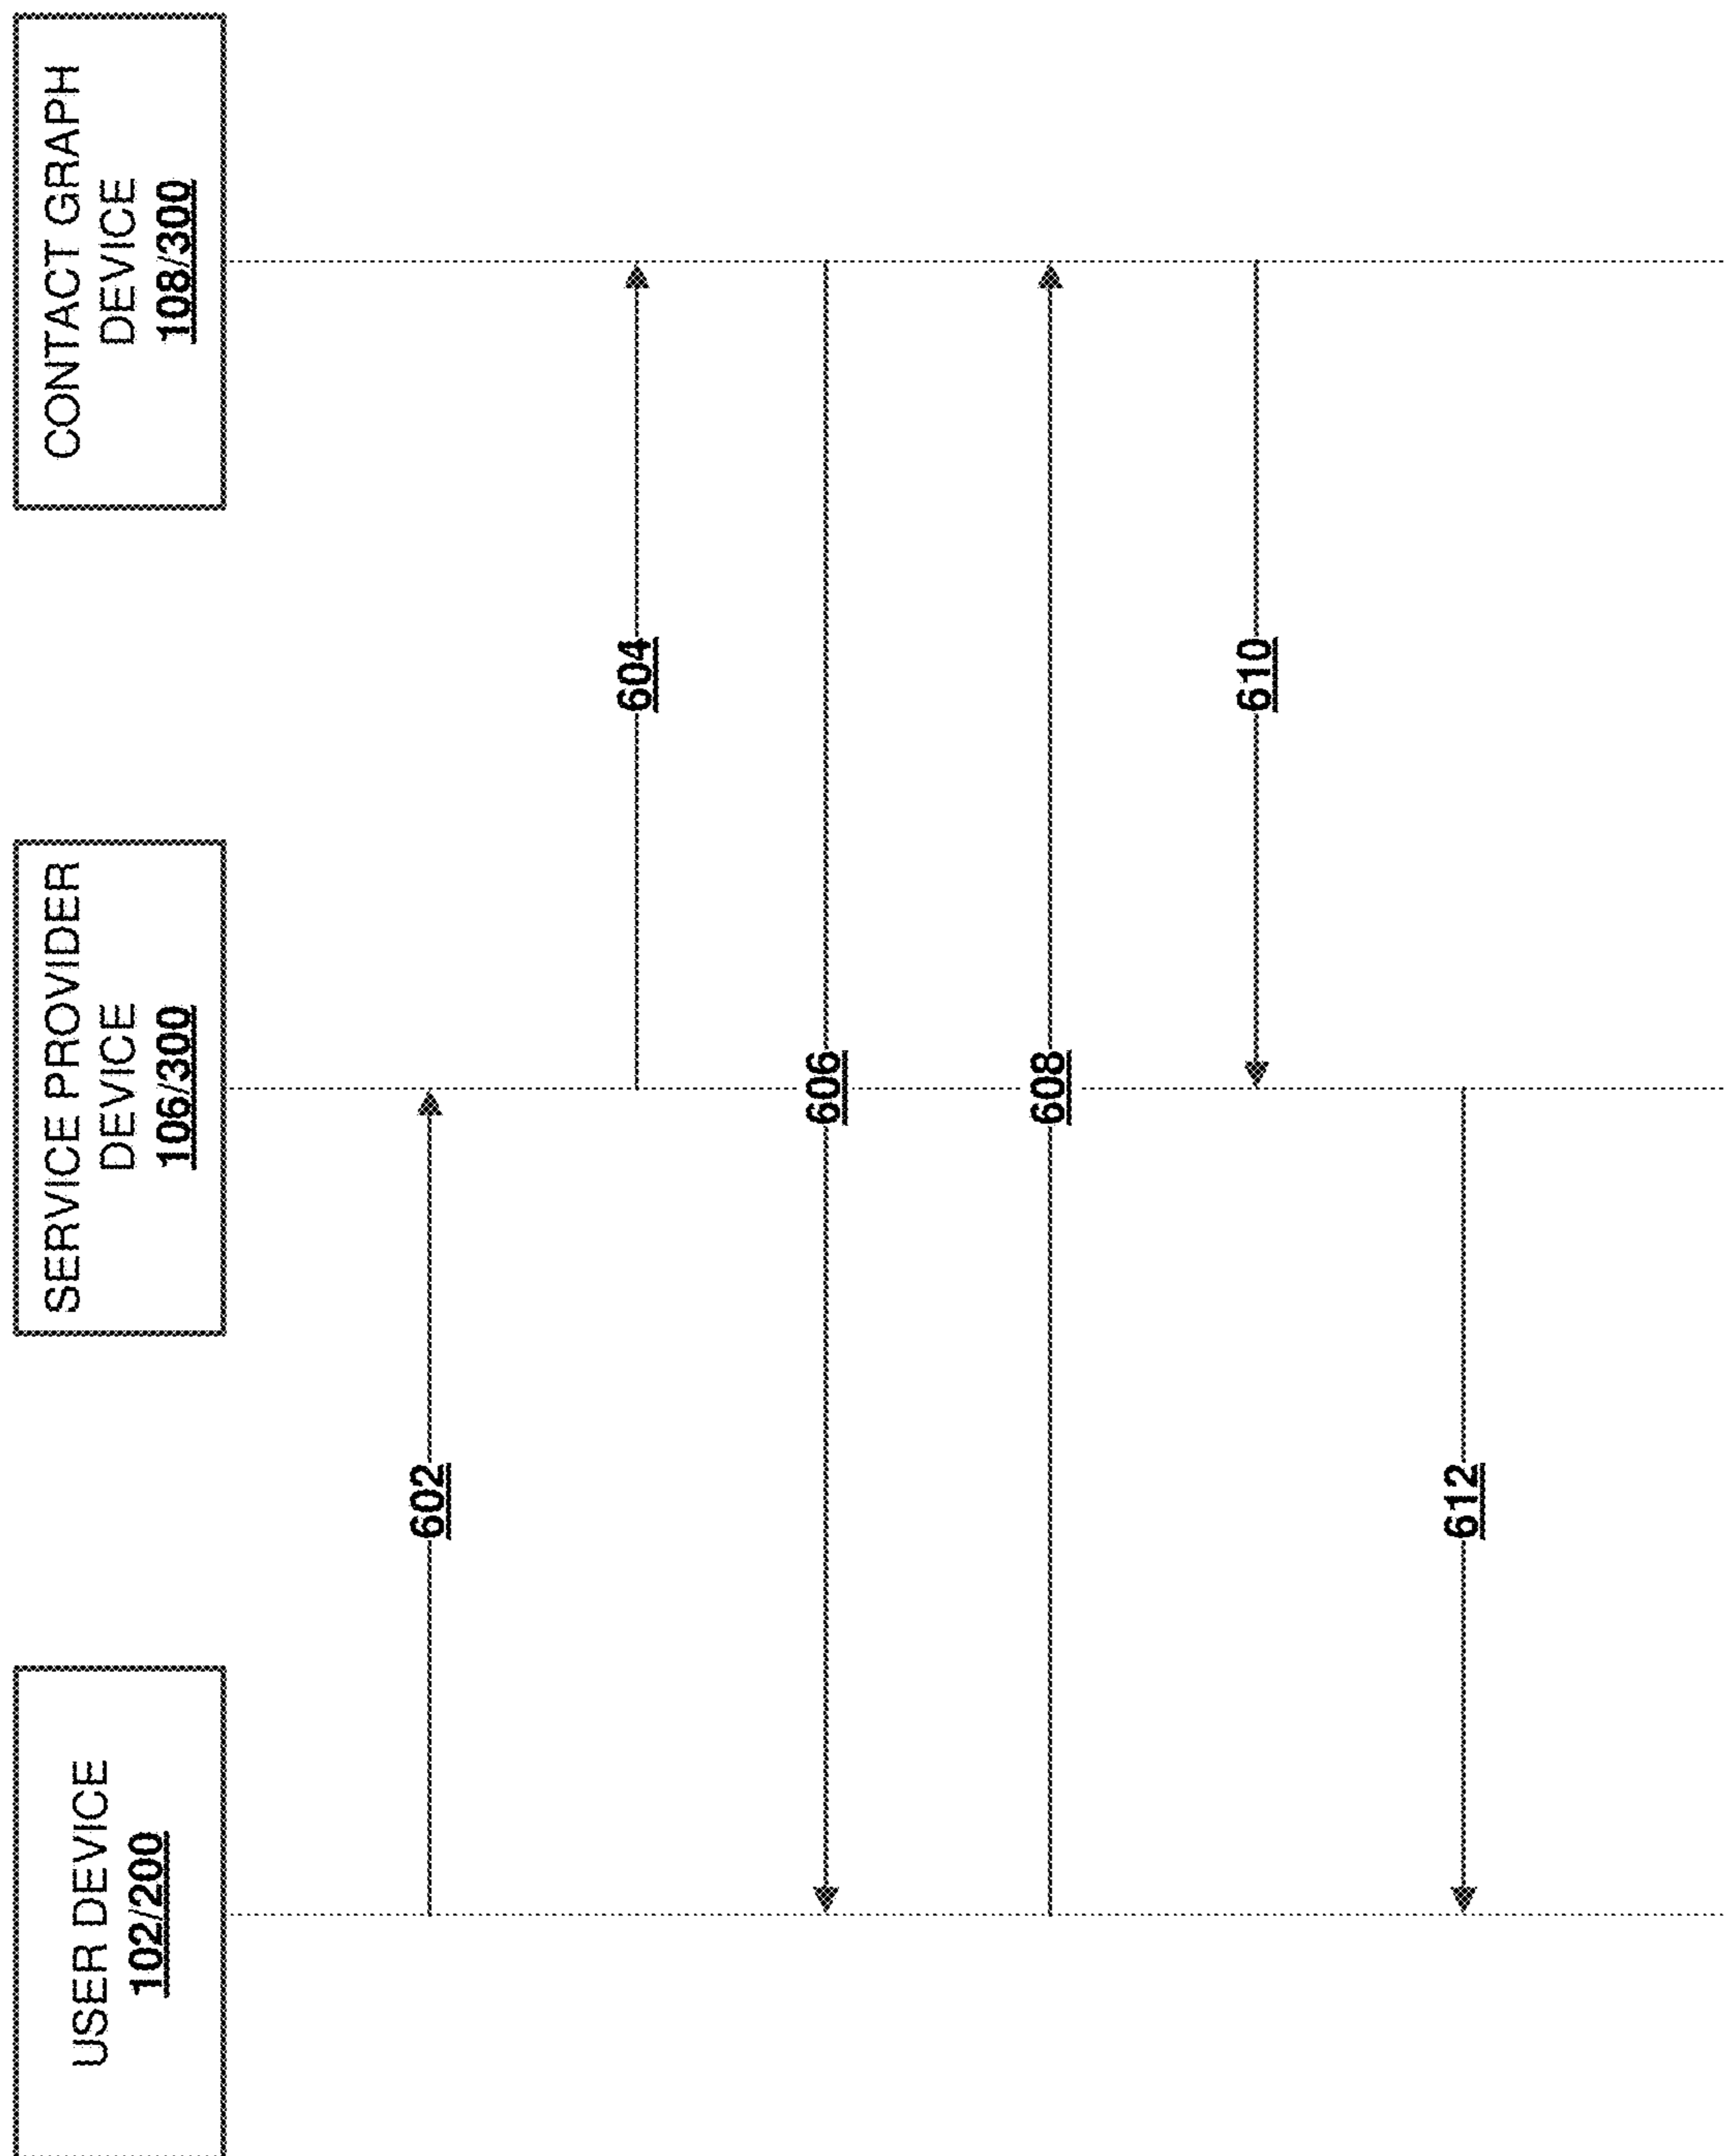 USER DEVICE
102/200
SERVICE PROVIDER
DEVICE
106/300
CONTACT GRAPH
DEVICE
108/300
602
604
606
608
610
612